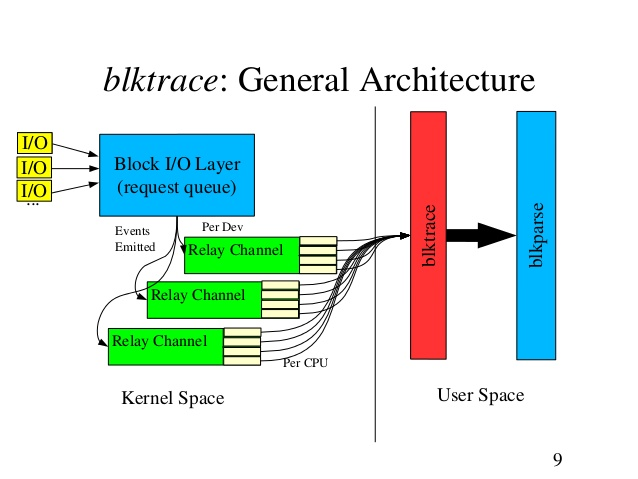 blktrace: General Architecture
I/O
I/O
I/O
...
Block I/O Layer
(request queue)
Events
Emitted
Per Dev
Relay Channel
Relay Channel
Relay Channel
Per CPU
blktrace
blkparse
Kernel Space
User Space
9